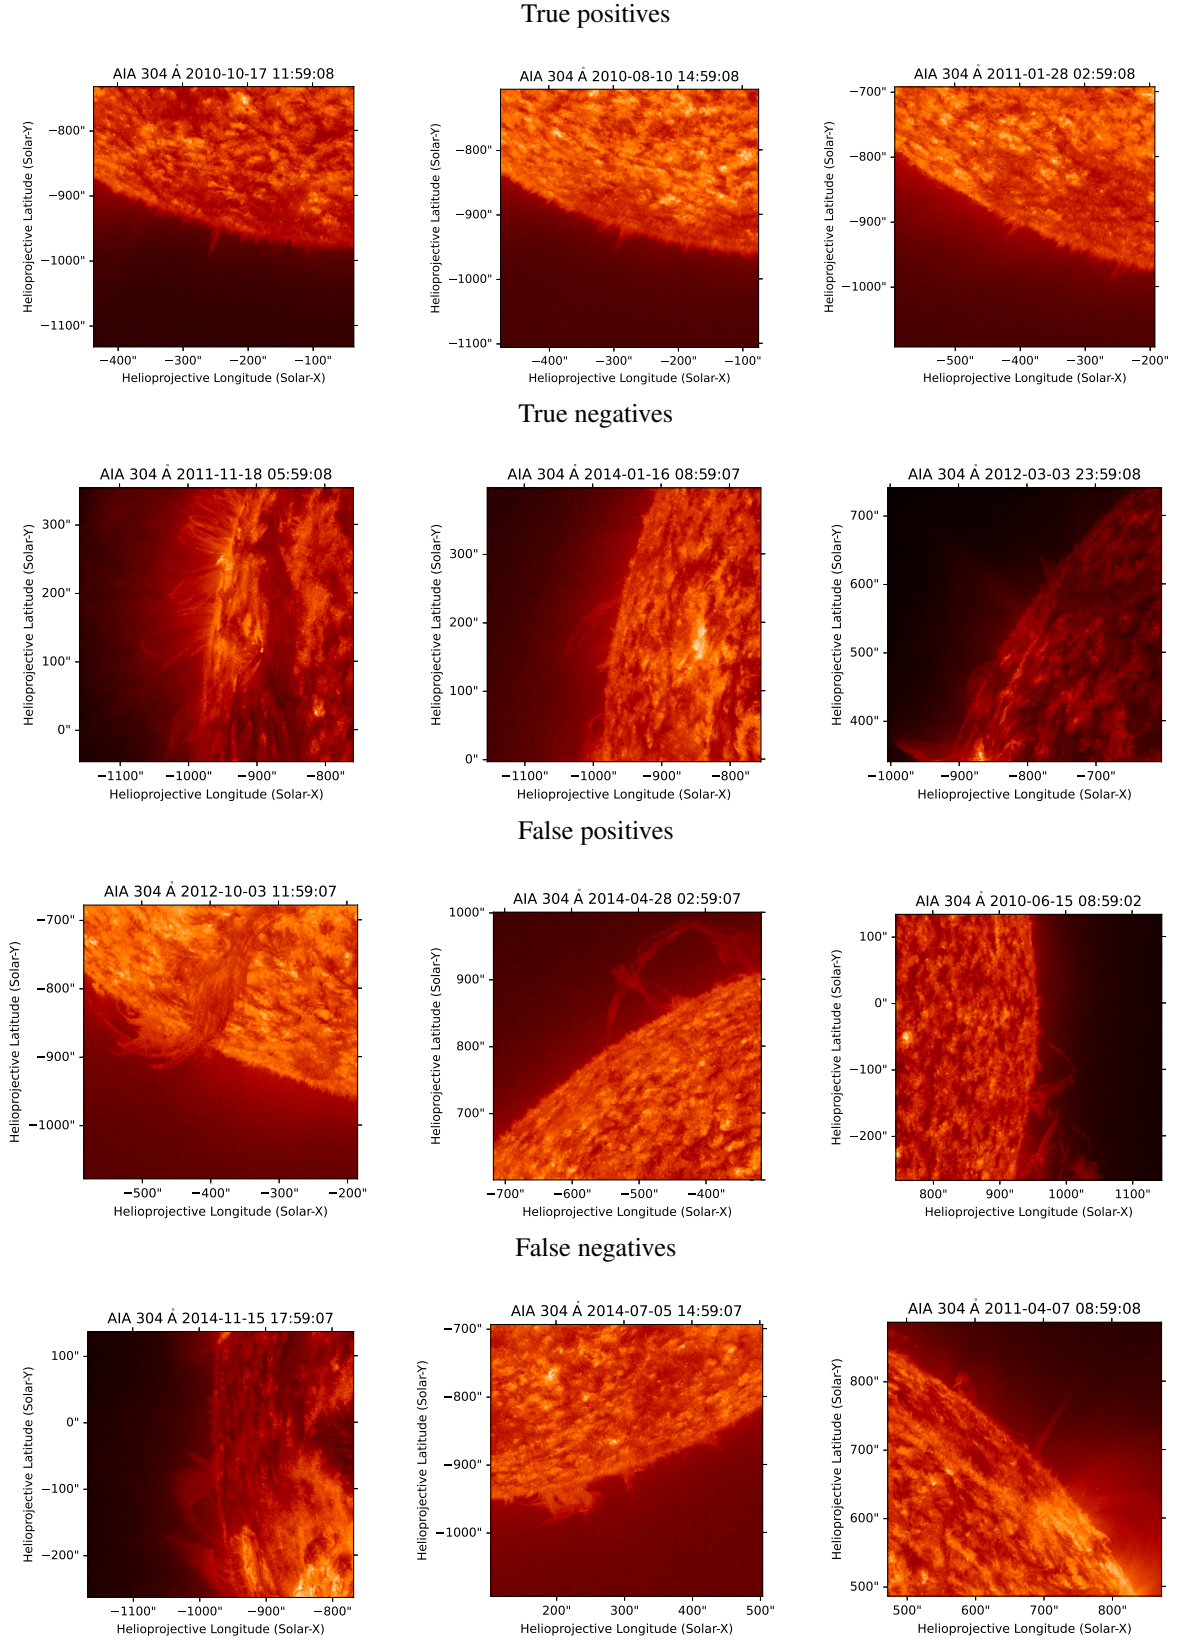 True positives
AIA 304 Å 2010-10-17 11:59:08
AIA 304 Å 2010-08-10 14:59:08
AIA 304 Å 2011-01-28 02:59:08
Helioprojective Latitude (Solar-Y)
−800"
−900"
−1000"
−1100"
−400"
−300"
−200"
−100"
Helioprojective Longitude (Solar-X)
Helioprojective Latitude (Solar-Y)
−800"
−900"
−1000"
−1100"
−400"
−300"
−200"
−100"
Helioprojective Longitude (Solar-X)
Helioprojective Latitude (Solar-Y)
−700"
−800"
−900"
−1000"
−500"
−400"
−300"
−200"
Helioprojective Longitude (Solar-X)
True negatives
AIA 304 Å 2011-11-18 05:59:08
AIA 304 Å 2014-01-16 08:59:07
AIA 304 Å 2012-03-03 23:59:08
Helioprojective Latitude (Solar-Y)
300"
200"
100"
0"
−1100"
−1000"
−900"
−800"
Helioprojective Longitude (Solar-X)
Helioprojective Latitude (Solar-Y)
300"
200"
100"
0"
−1100"
−1000"
−900"
−800"
Helioprojective Longitude (Solar-X)
Helioprojective Latitude (Solar-Y)
700"
600"
500"
400"
−1000"
−900"
−800"
−700"
Helioprojective Longitude (Solar-X)
False positives
AIA 304 Å 2012-10-03 11:59:07
AIA 304 Å 2014-04-28 02:59:07
AIA 304 Å 2010-06-15 08:59:02
Helioprojective Latitude (Solar-Y)
−700"
−800"
−900"
−1000"
−500"
−400"
−300"
−200"
Helioprojective Longitude (Solar-X)
Helioprojective Latitude (Solar-Y)
1000"
900"
800"
700"
−700"
−600"
−500"
−400"
Helioprojective Longitude (Solar-X)
Helioprojective Latitude (Solar-Y)
100"
0"
−100"
−200"
800"
900"
1000"
1100"
Helioprojective Longitude (Solar-X)
False negatives
AIA 304 Å 2014-11-15 17:59:07
AIA 304 Å 2014-07-05 14:59:07
AIA 304 Å 2011-04-07 08:59:08
Helioprojective Latitude (Solar-Y)
100"
0"
−100"
−200"
−1100"
−1000"
−900"
−800"
Helioprojective Longitude (Solar-X)
Helioprojective Latitude (Solar-Y)
−700"
−800"
−900"
−1000"
200"
300"
400"
500"
Helioprojective Longitude (Solar-X)
Helioprojective Latitude (Solar-Y)
800"
700"
600"
500"
500"
600"
700"
800"
Helioprojective Longitude (Solar-X)